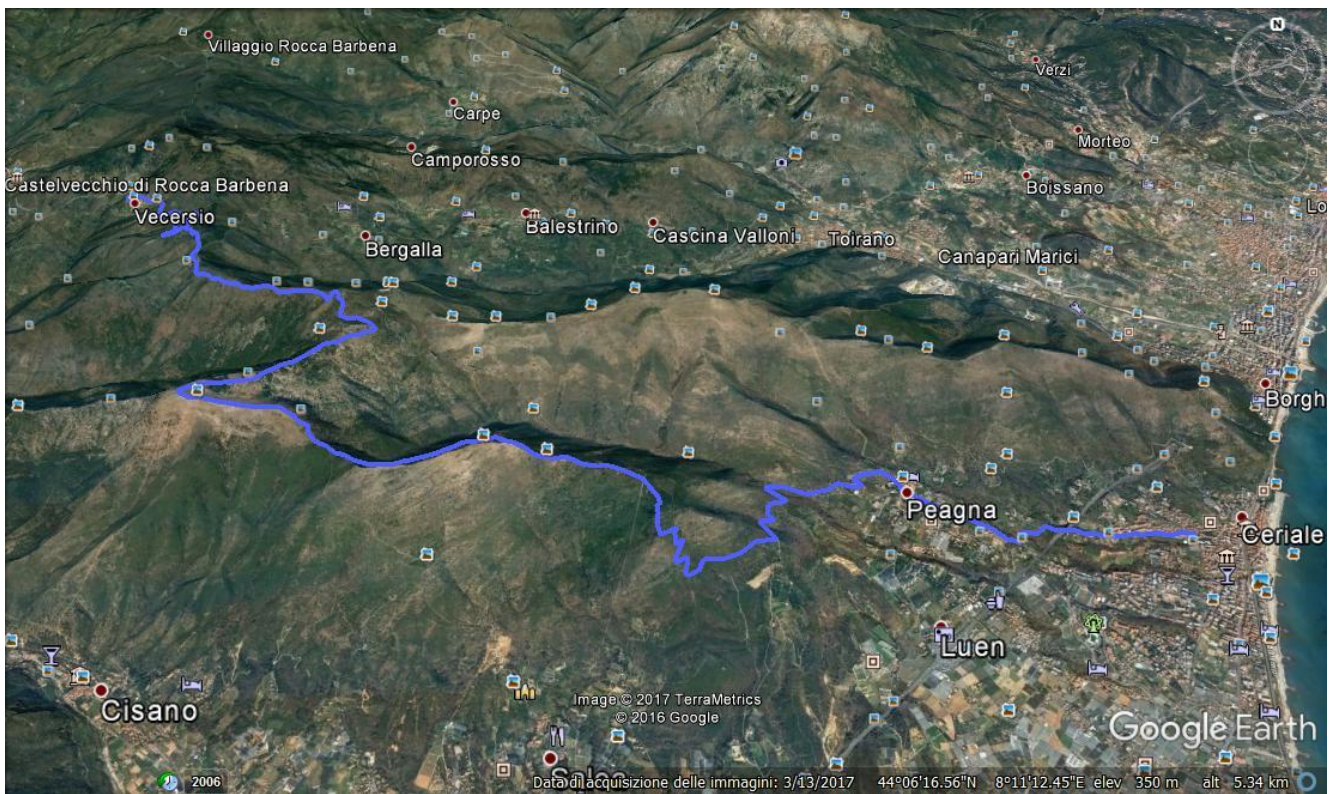 N
Villaggio Rocca Barbena
Verzi
Carpe
Morteo
Camporosso
Boissano
Castelvecchio di Rocca Barbena
Vecersio
Lo
Balestrino
Cascina Valloni
Toirano
Bergalla
Canapari Marici
Borgh
Peagna
Ceriale
Luen
Cisano
Image © 2017 TerraMetrics
© 2016 Google
Google Earth
2006
Data di acquisizione delle immagini: 3/13/2017 44°06'16.56"N 8°11'12.45"E elev 350 m alt 5.34 km